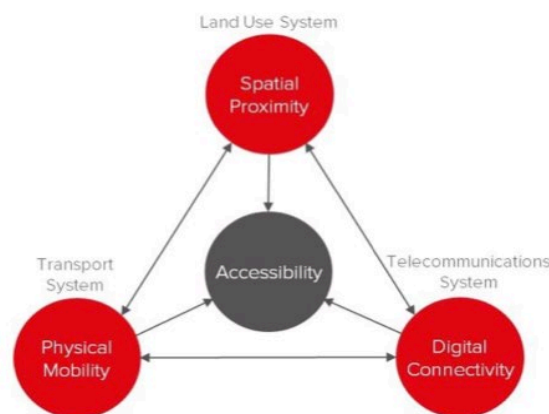 Land Use System
Spatial
Proximity
Accessibility
Transport
System
Telecommunications
System
Physical
Mobility
Digital
Connectivity